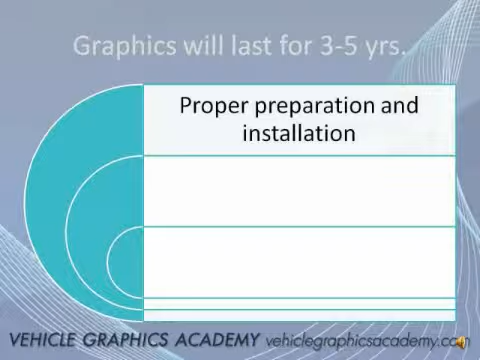 Graphics will last for 3-5 yrs.
Proper preparation and
installation
VEHICLE GRAPHICS ACADEMY vehiclegraphicsacademy.com